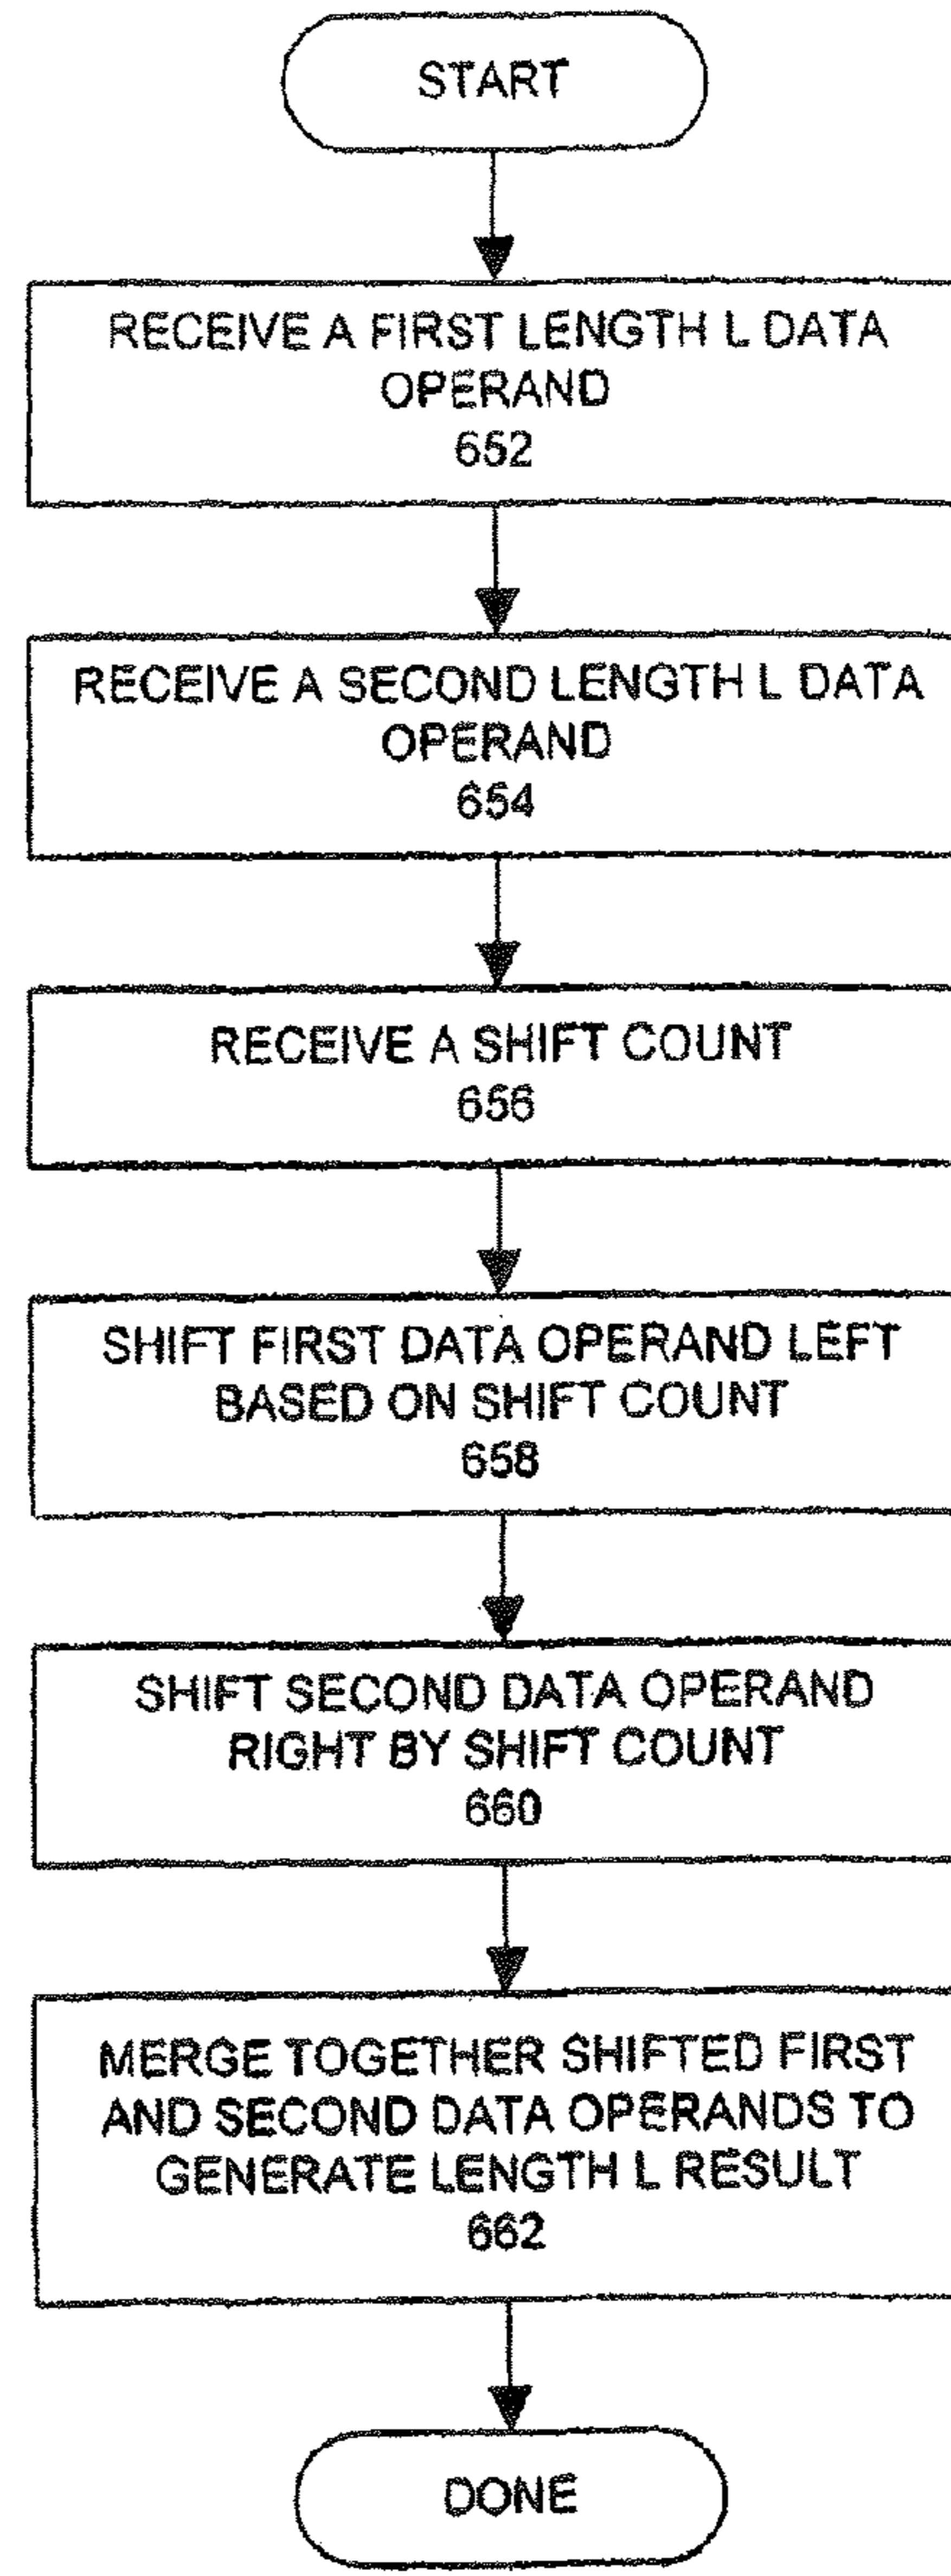 START
RECEIVE A FIRST LENGTH L DATA
OPERAND
652
RECEIVE A SECOND LENGTH L DATA
OPERAND
654
RECEIVE A SHIFT COUNT
656
SHIFT FIRST DATA OPERAND LEFT
BASED ON SHIFT COUNT
658
SHIFT SECOND DATA OPERAND
RIGHT BY SHIFT COUNT
660
MERGE TOGETHER SHIFTED FIRST
AND SECOND DATA OPERANDS TO
GENERATE LENGTH L RESULT
662
DONE